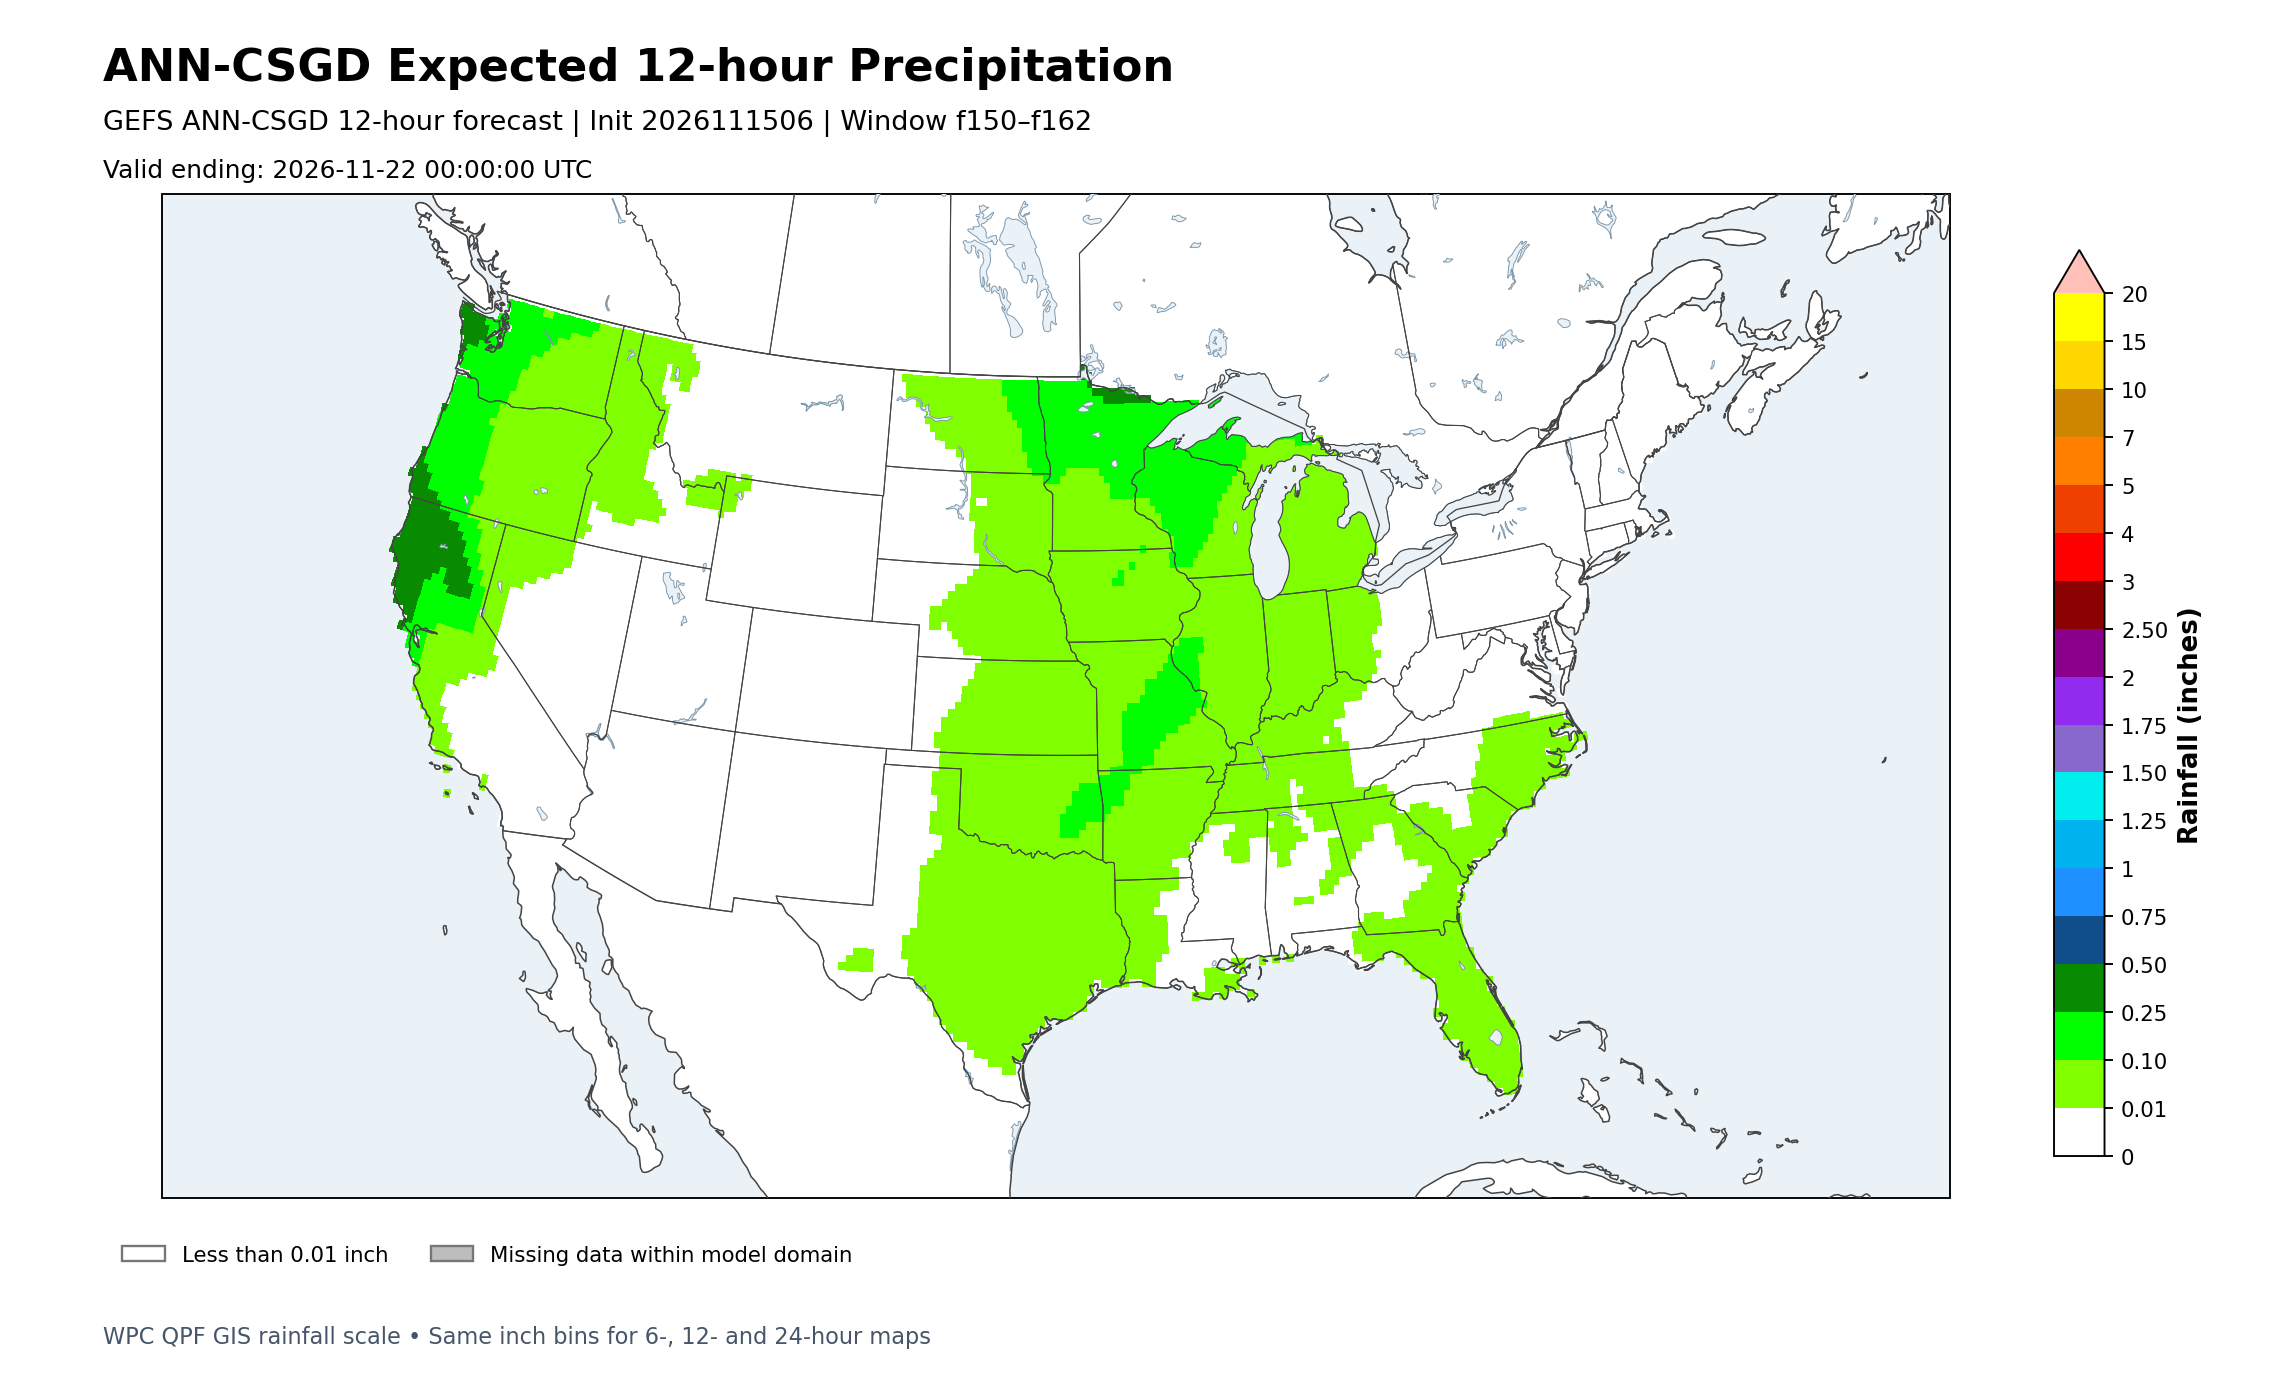 ANN-CSGD Expected 12-hour Precipitation
GEFS ANN-CSGD 12-hour forecast | Init 2026111506 | Window f150–f162
Valid ending: 2026-11-22 00:00:00 UTC
20
15
10
7
5
4
3
2.50
2
1.75
1.50
1.25
1
0.75
0.50
0.25
0.10
0.01
0
Rainfall (inches)
Less than 0.01 inch
Missing data within model domain
WPC QPF GIS rainfall scale • Same inch bins for 6-, 12- and 24-hour maps